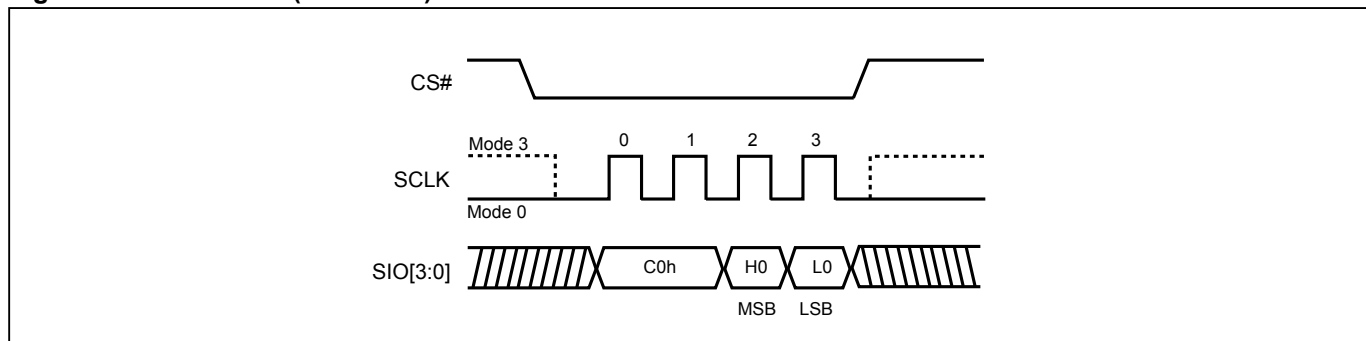 CS#
Mode 3 0 1 2 3
SCLK
Mode 0
SIO[3:0] C0h H0 L0
MSB LSB